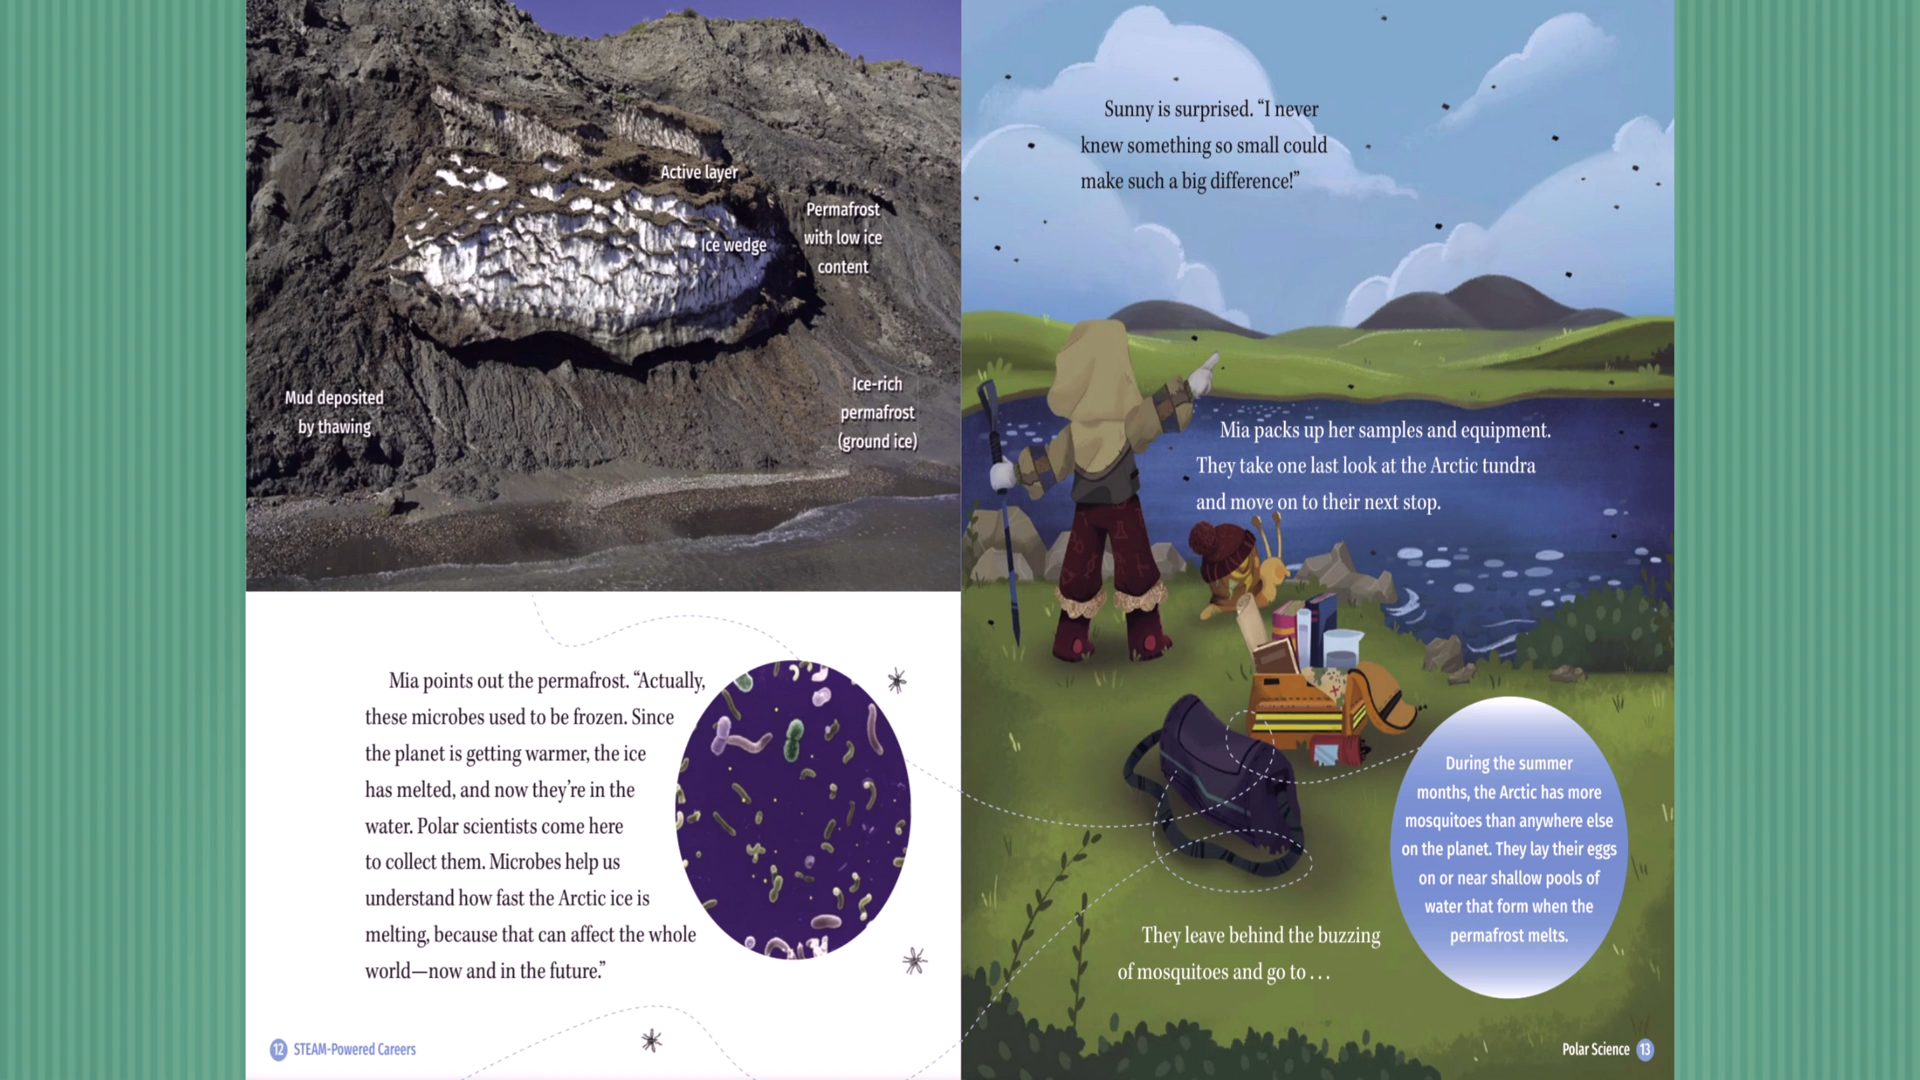 Active layer
Permafrost
with low ice
content
Ice wedge
Mud deposited
by thawing
Ice-rich
permafrost
(ground ice)
Mia points out the permafrost. “Actually,
these microbes used to be frozen. Since
the planet is getting warmer, the ice
has melted, and now they’re in the
water. Polar scientists come here
to collect them. Microbes help us
understand how fast the Arctic ice is
melting, because that can affect the whole
world—now and in the future.”
12 STEAM-Powered Careers
Sunny is surprised. “I never
knew something so small could
make such a big difference!”
Mia packs up her samples and equipment.
They take one last look at the Arctic tundra
and move on to their next stop.
During the summer
months, the Arctic has more
mosquitoes than anywhere else
on the planet. They lay their eggs
on or near shallow pools of
water that form when the
permafrost melts.
They leave behind the buzzing
of mosquitoes and go to . . .
Polar Science 13